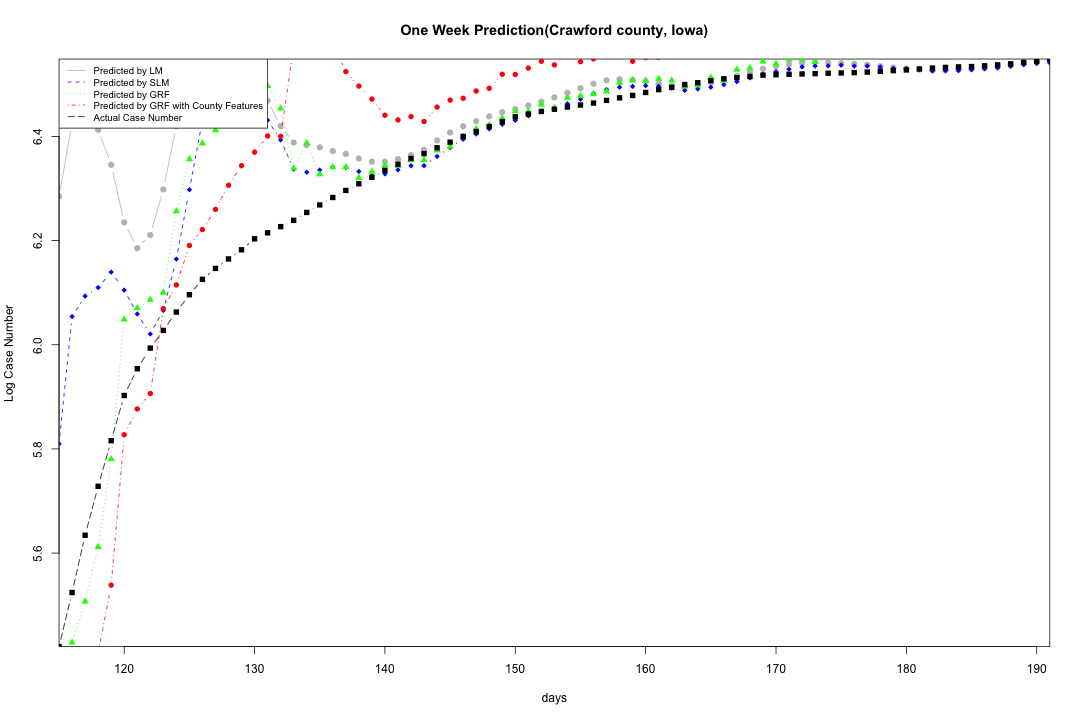 One Week Prediction(Crawford county, Iowa)
Predicted by LM
Predicted by SLM
Predicted by GRF
Predicted by GRF with County Features
Actual Case Number
Log Case Number
6.4
6.2
6.0
5.8
5.6
120 130 140 150 160 170 180 190
days